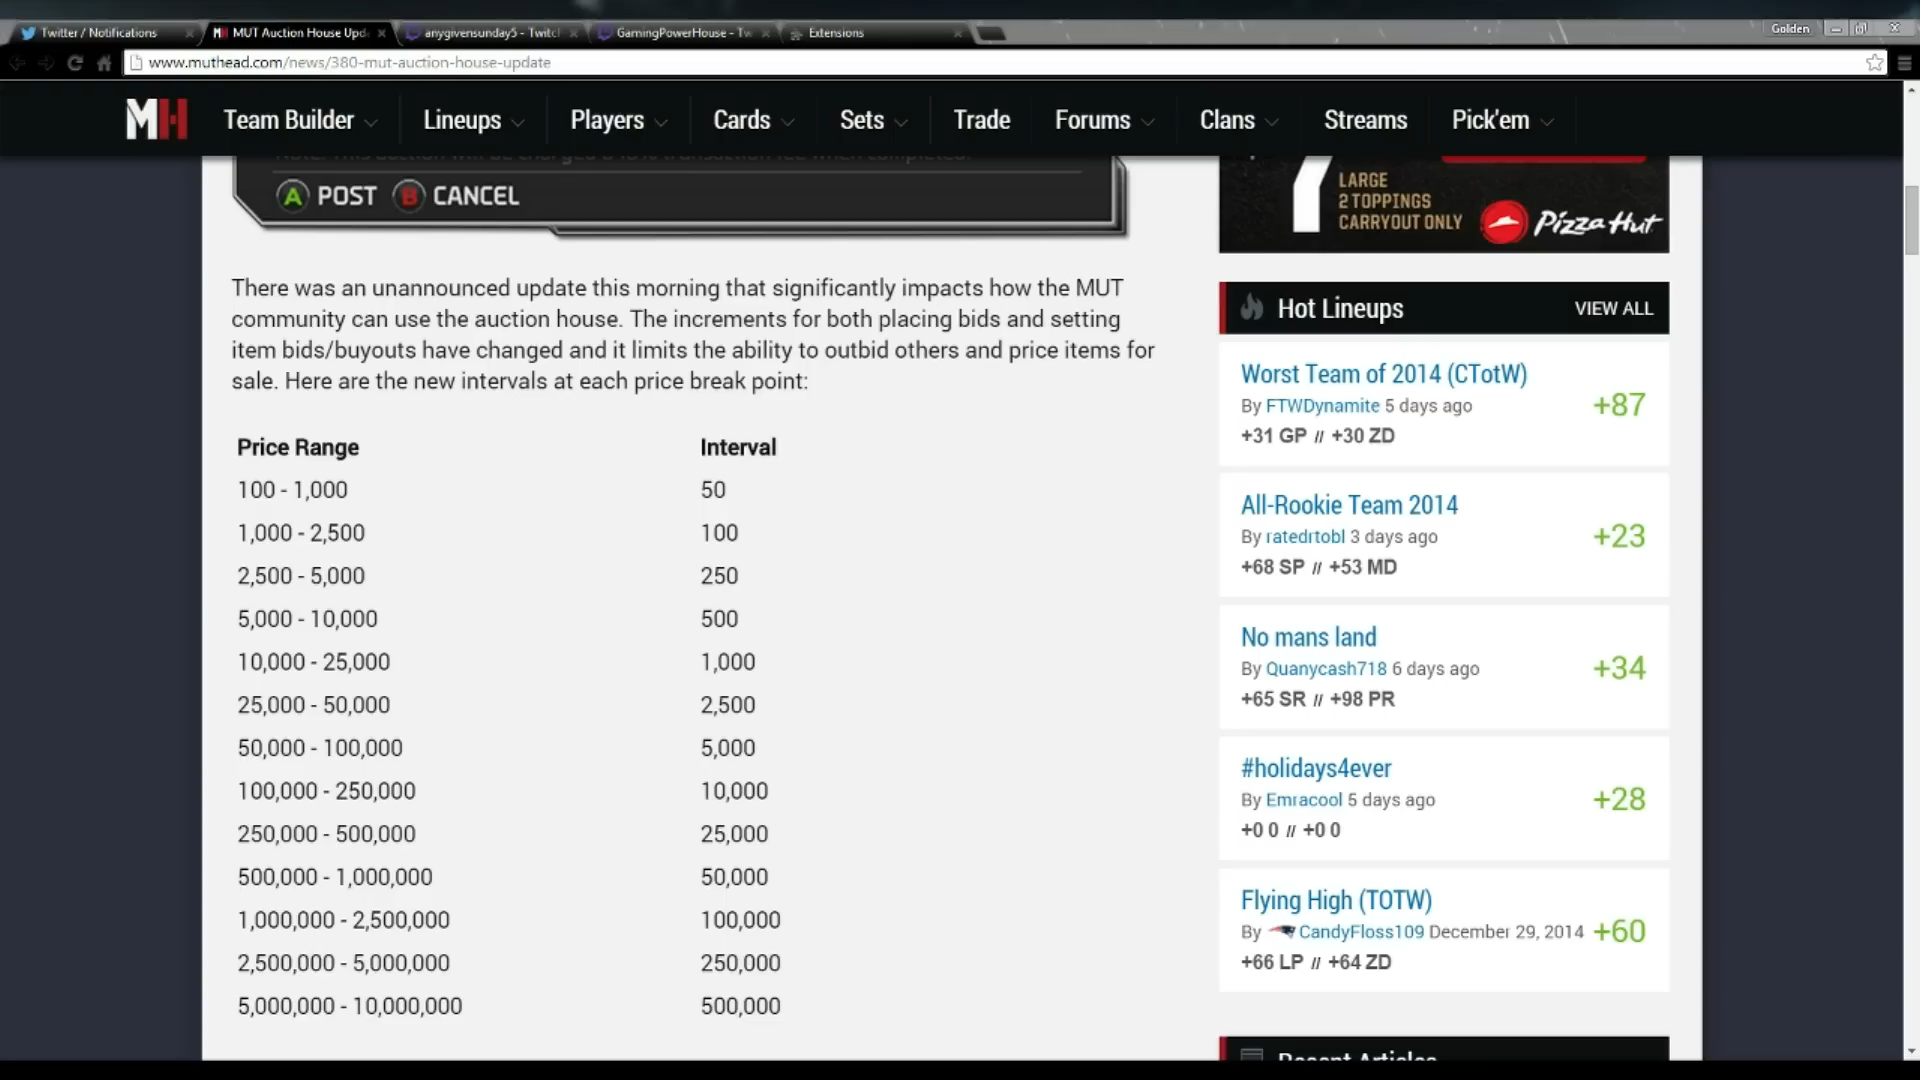 Twitter / Notifications
MUT Auction House Upd
anygivensunday5 - Twitcl
GamingPowerHouse - Tw
Extensions
Golden
www.muthead.com/news/380-mut-auction-house-update
MH
Team Builder
Lineups
Players
Cards
Sets
Trade
Forums
Clans
Streams
Pick'em
A POST B CANCEL
LARGE
2 TOPPINGS
CARRYOUT ONLY
Pizza Hut
There was an unannounced update this morning that significantly impacts how the MUT
community can use the auction house. The increments for both placing bids and setting
item bids/buyouts have changed and it limits the ability to outbid others and price items for
sale. Here are the new intervals at each price break point:
Price Range Interval
100 - 1,000 50
1,000 - 2,500 100
2,500 - 5,000 250
5,000 - 10,000 500
10,000 - 25,000 1,000
25,000 - 50,000 2,500
50,000 - 100,000 5,000
100,000 - 250,000 10,000
250,000 - 500,000 25,000
500,000 - 1,000,000 50,000
1,000,000 - 2,500,000 100,000
2,500,000 - 5,000,000 250,000
5,000,000 - 10,000,000 500,000
Hot Lineups VIEW ALL
Worst Team of 2014 (CTotW)
By FTWDynamite 5 days ago
+31 GP // +30 ZD
+87
All-Rookie Team 2014
By ratedrtobl 3 days ago
+68 SP // +53 MD
+23
No mans land
By Quanycash718 6 days ago
+65 SR // +98 PR
+34
#holidays4ever
By Emracool 5 days ago
+0 0 // +0 0
+28
Flying High (TOTW)
By CandyFloss109 December 29, 2014
+66 LP // +64 ZD
+60
Recent Articles